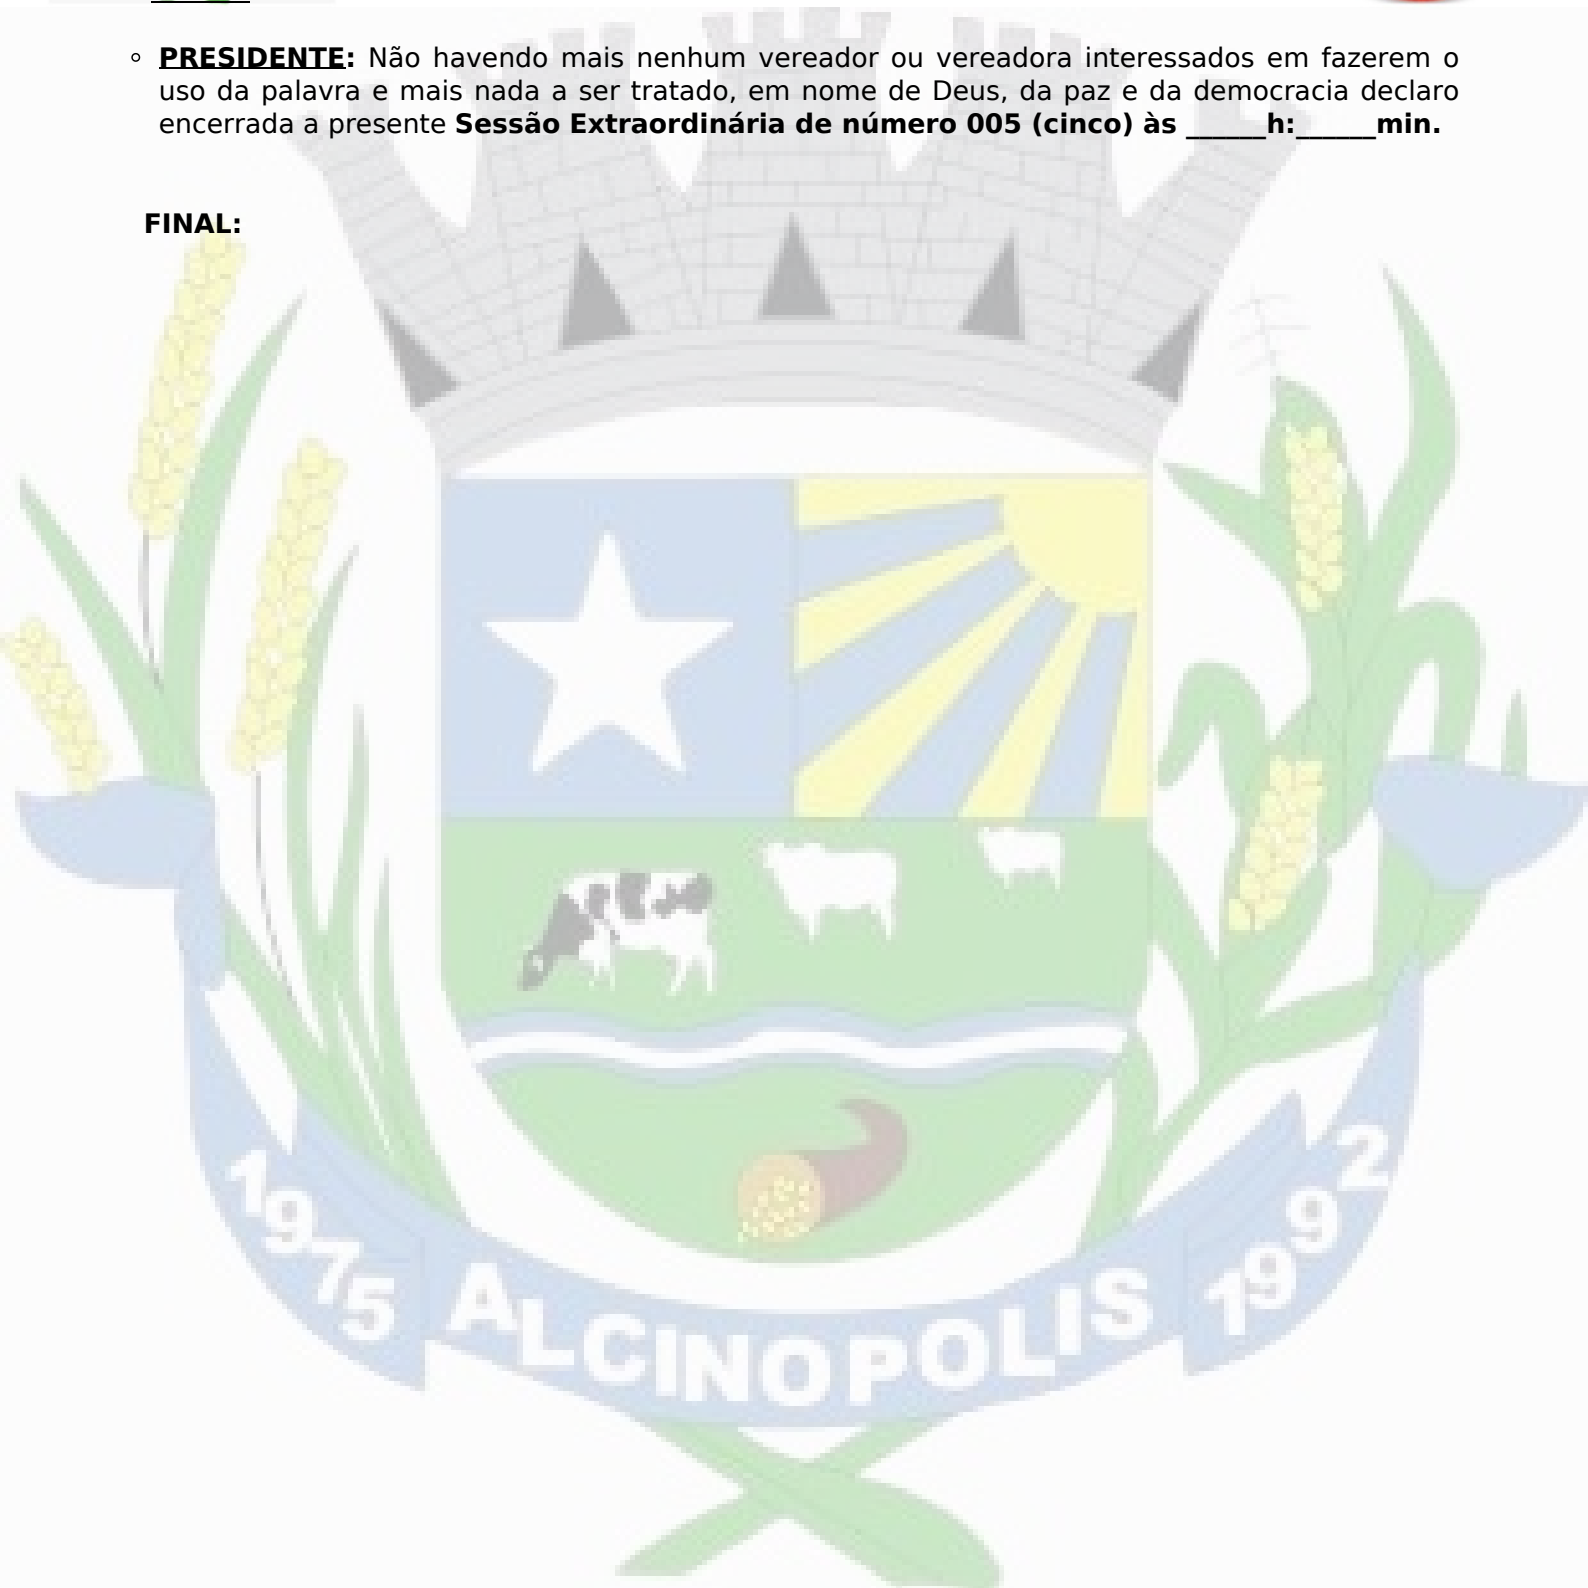 PRESIDENTE: Não havendo mais nenhum vereador ou vereadora interessados em fazerem o
uso da palavra e mais nada a ser tratado, em nome de Deus, da paz e da democracia declaro
encerrada a presente Sessão Extraordinária de número 005 (cinco) às ______h:______min.
FINAL:
1975 ALCINOPOLIS 1992